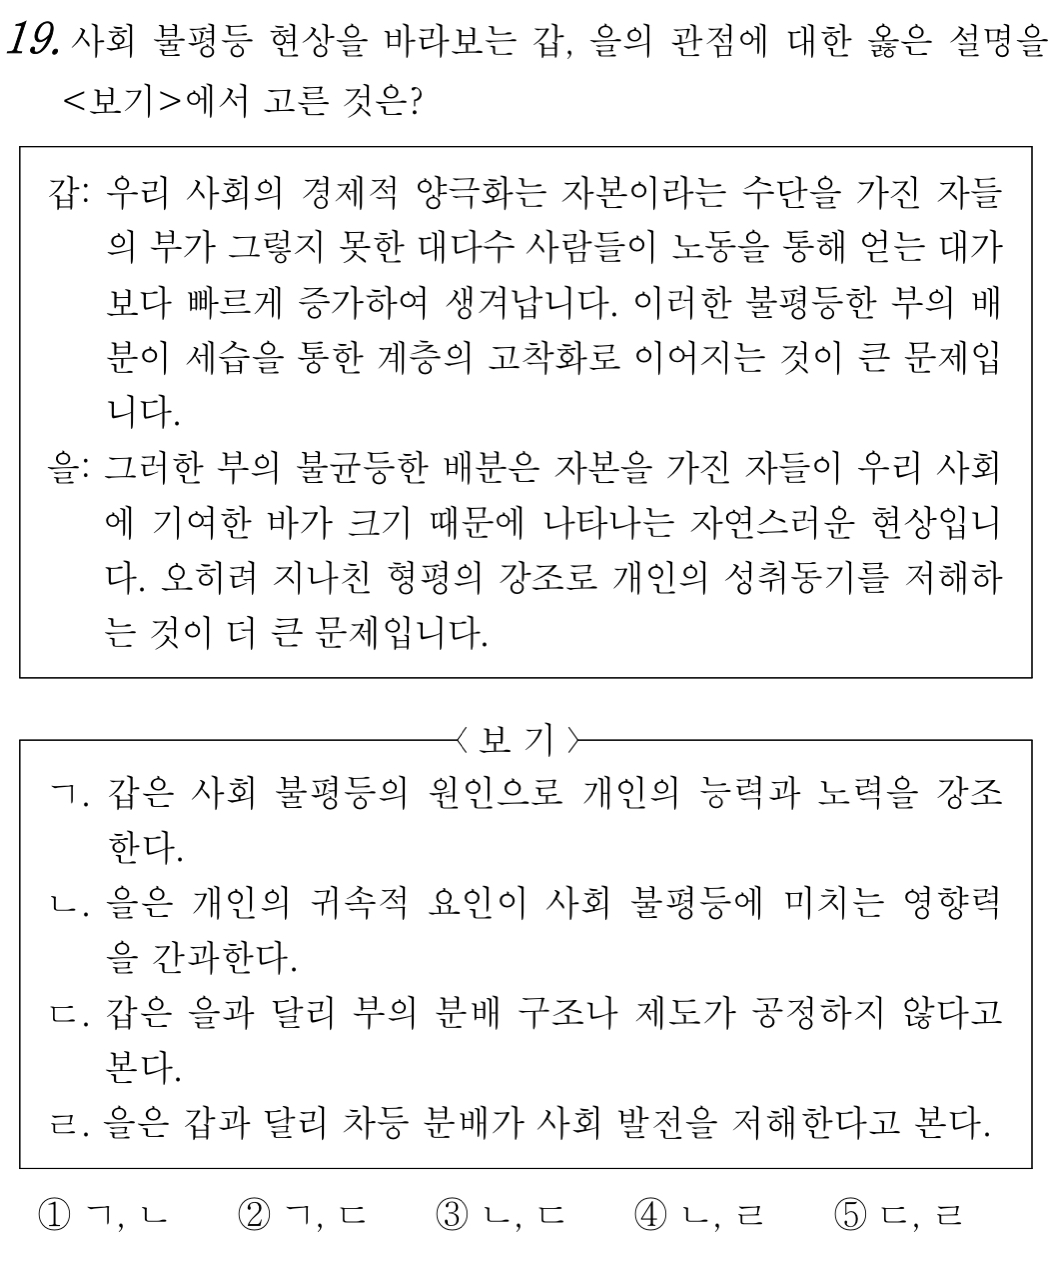 19. 사회 불평등 현상을 바라보는 갑, 을의 관점에 대한 옳은 설명을
<보기>에서 고른 것은?
갑: 우리 사회의 경제적 양극화는 자본이라는 수단을 가진 자들
의 부가 그렇지 못한 대다수 사람들이 노동을 통해 얻는 대가
보다 빠르게 증가하여 생겨납니다. 이러한 불평등한 부의 배
분이 세습을 통한 계층의 고착화로 이어지는 것이 큰 문제입
니다.
을: 그러한 부의 불균등한 배분은 자본을 가진 자들이 우리 사회
에 기여한 바가 크기 때문에 나타나는 자연스러운 현상입니
다. 오히려 지나친 형평의 강조로 개인의 성취동기를 저해하
는 것이 더 큰 문제입니다.
〈 보 기 〉
ㄱ. 갑은 사회 불평등의 원인으로 개인의 능력과 노력을 강조
한다.
ㄴ. 을은 개인의 귀속적 요인이 사회 불평등에 미치는 영향력
을 간과한다.
ㄷ. 갑은 을과 달리 부의 분배 구조나 제도가 공정하지 않다고
본다.
ㄹ. 을은 갑과 달리 차등 분배가 사회 발전을 저해한다고 본다.
① ㄱ, ㄴ ② ㄱ, ㄷ ③ ㄴ, ㄷ ④ ㄴ, ㄹ ⑤ ㄷ, ㄹ